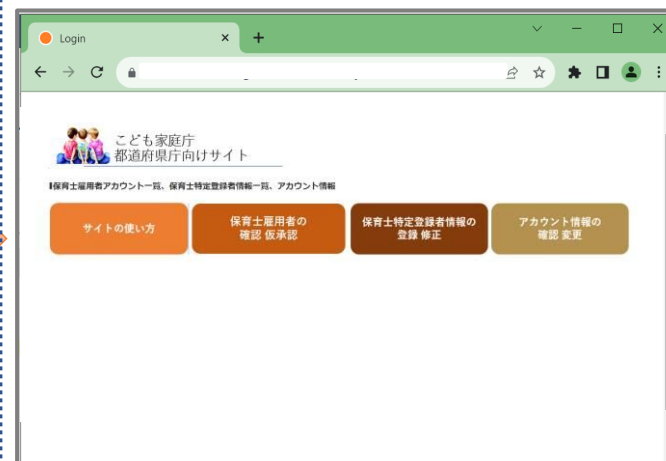 Login
こども家庭庁
都道府県庁向けサイト
保育士雇用者アカウント一覧、保育士特定登録者情報一覧、アカウント情報
サイトの使い方
保育士雇用者の
確認 仮承認
保育士特定登録者情報の
登録 修正
アカウント情報の
確認 変更